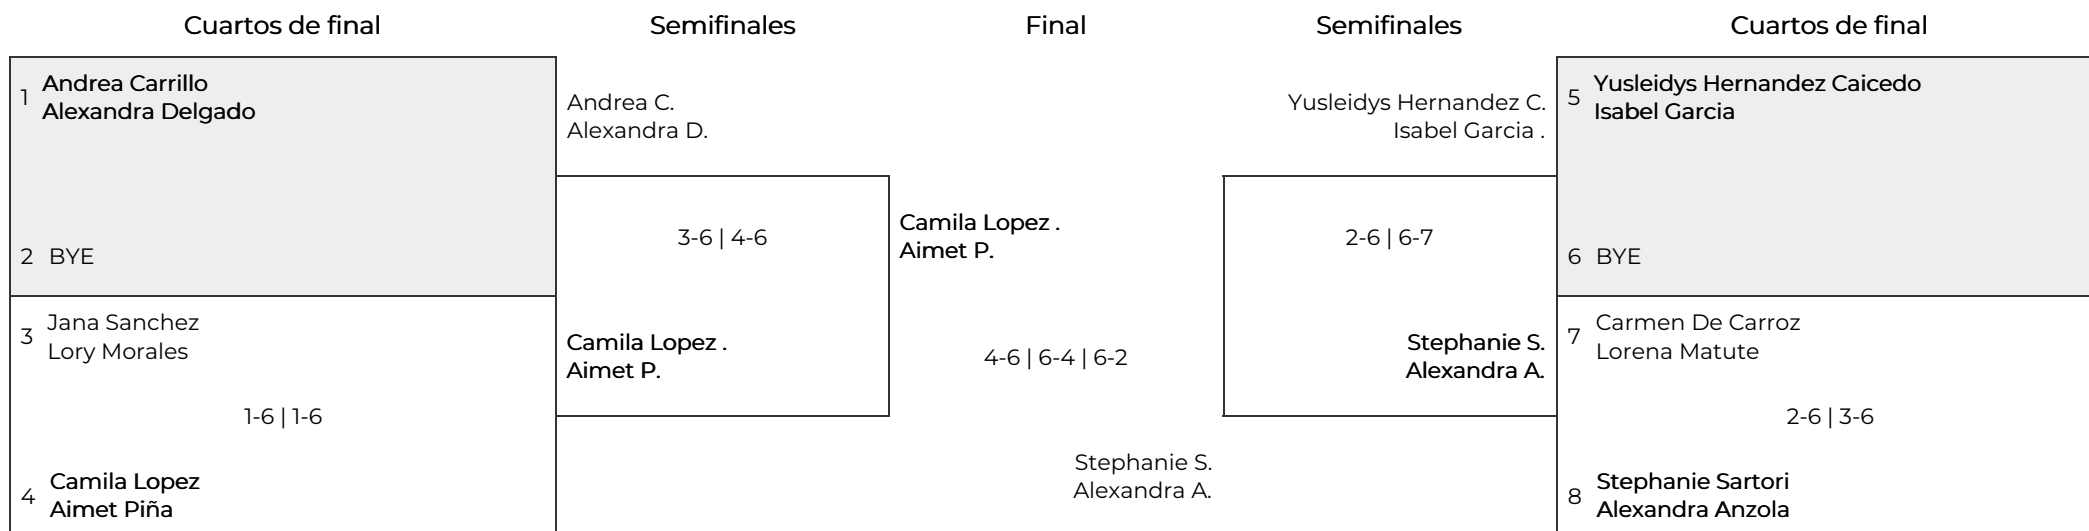 Cuartos de final
Semifinales
Final
Semifinales
Cuartos de final
1
Andrea Carrillo
Alexandra Delgado
2 BYE
3
Jana Sanchez
Lory Morales
1-6 | 1-6
4
Camila Lopez
Aimet Piña
Andrea C.
Alexandra D.
3-6 | 4-6
Camila Lopez .
Aimet P.
Camila Lopez .
Aimet P.
4-6 | 6-4 | 6-2
Stephanie S.
Alexandra A.
Yusleidys Hernandez C.
Isabel Garcia .
2-6 | 6-7
Stephanie S.
Alexandra A.
5
Yusleidys Hernandez Caicedo
Isabel Garcia
6 BYE
7
Carmen De Carroz
Lorena Matute
2-6 | 3-6
8
Stephanie Sartori
Alexandra Anzola